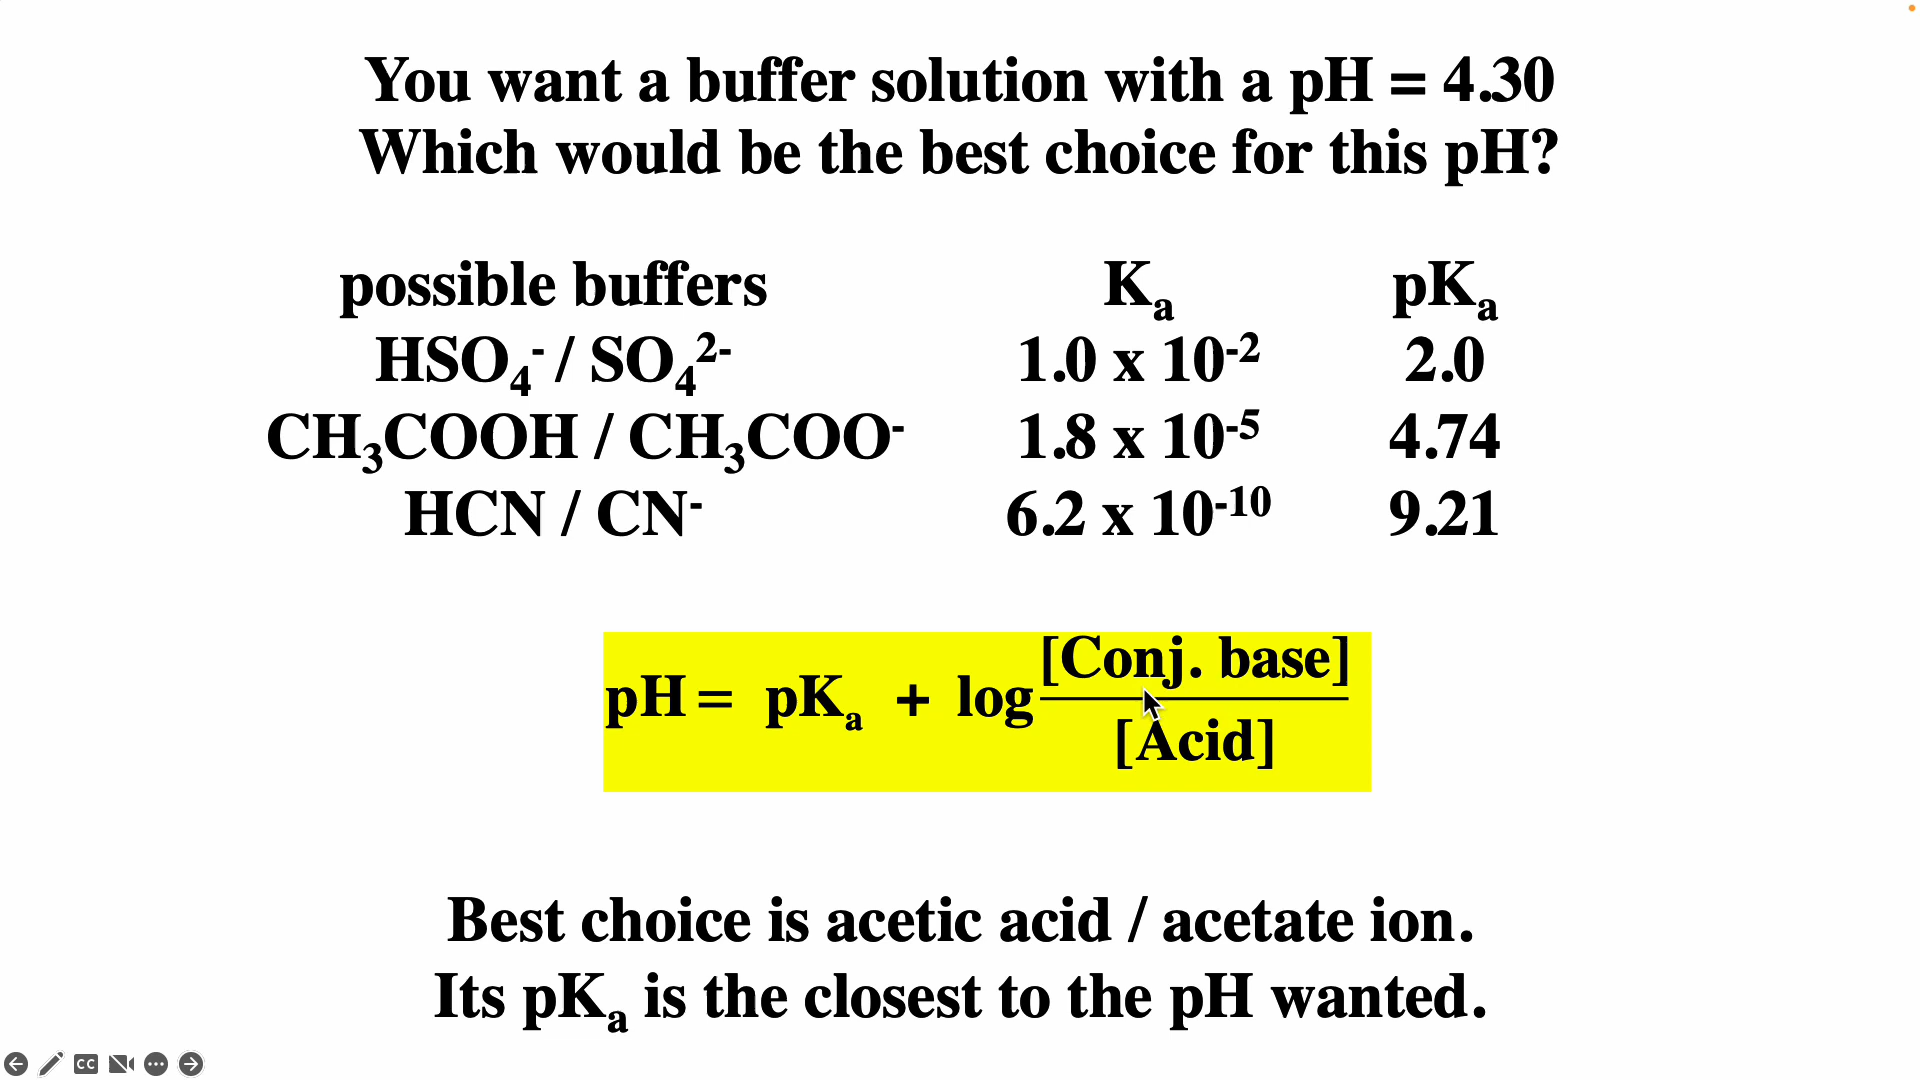 You want a buffer solution with a pH = 4.30
Which would be the best choice for this pH?
possible buffers Kₐ pKₐ
HSO₄⁻ / SO₄²⁻ 1.0 x 10⁻² 2.0
CH₃COOH / CH₃COO⁻ 1.8 x 10⁻⁵ 4.74
HCN / CN⁻ 6.2 x 10⁻¹⁰ 9.21
pH = pKₐ + log [Conj. base]
[Acid]
Best choice is acetic acid / acetate ion.
Its pKₐ is the closest to the pH wanted.
CC